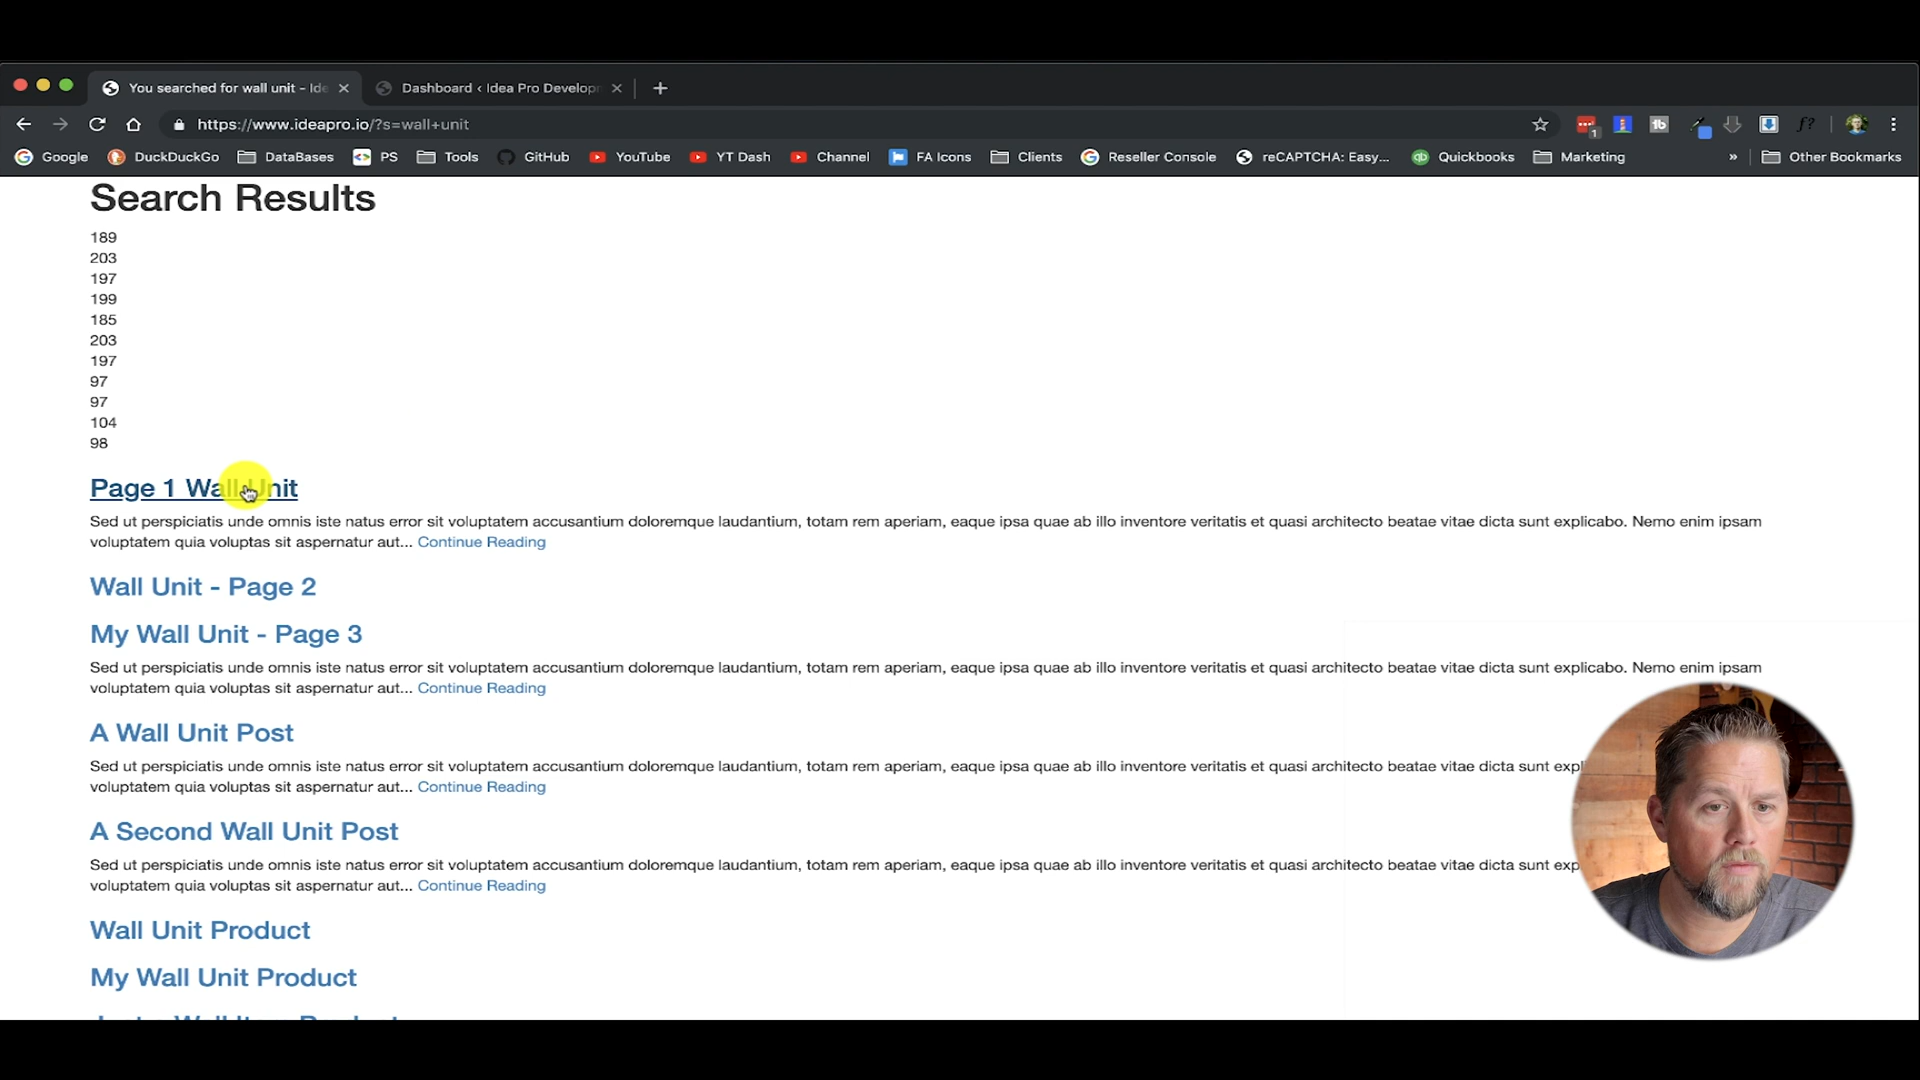 You searched for wall unit - Ide
Dashboard ‹ Idea Pro Develop
https://www.ideapro.io/?s=wall+unit
Google DuckDuckGo DataBases PS Tools GitHub YouTube YT Dash Channel FA Icons Clients Reseller Console reCAPTCHA: Easy... Quickbooks Marketing » Other Bookmarks
Search Results
189
203
197
199
185
203
197
97
97
104
98
Page 1 Wall Unit
Sed ut perspiciatis unde omnis iste natus error sit voluptatem accusantium doloremque laudantium, totam rem aperiam, eaque ipsa quae ab illo inventore veritatis et quasi architecto beatae vitae dicta sunt explicabo. Nemo enim ipsam
voluptatem quia voluptas sit aspernatur aut... Continue Reading
Wall Unit - Page 2
My Wall Unit - Page 3
Sed ut perspiciatis unde omnis iste natus error sit voluptatem accusantium doloremque laudantium, totam rem aperiam, eaque ipsa quae ab illo inventore veritatis et quasi architecto beatae vitae dicta sunt explicabo. Nemo enim ipsam
voluptatem quia voluptas sit aspernatur aut... Continue Reading
A Wall Unit Post
Sed ut perspiciatis unde omnis iste natus error sit voluptatem accusantium doloremque laudantium, totam rem aperiam, eaque ipsa quae ab illo inventore veritatis et quasi architecto beatae vitae dicta sunt expl
voluptatem quia voluptas sit aspernatur aut... Continue Reading
A Second Wall Unit Post
Sed ut perspiciatis unde omnis iste natus error sit voluptatem accusantium doloremque laudantium, totam rem aperiam, eaque ipsa quae ab illo inventore veritatis et quasi architecto beatae vitae dicta sunt exp
voluptatem quia voluptas sit aspernatur aut... Continue Reading
Wall Unit Product
My Wall Unit Product